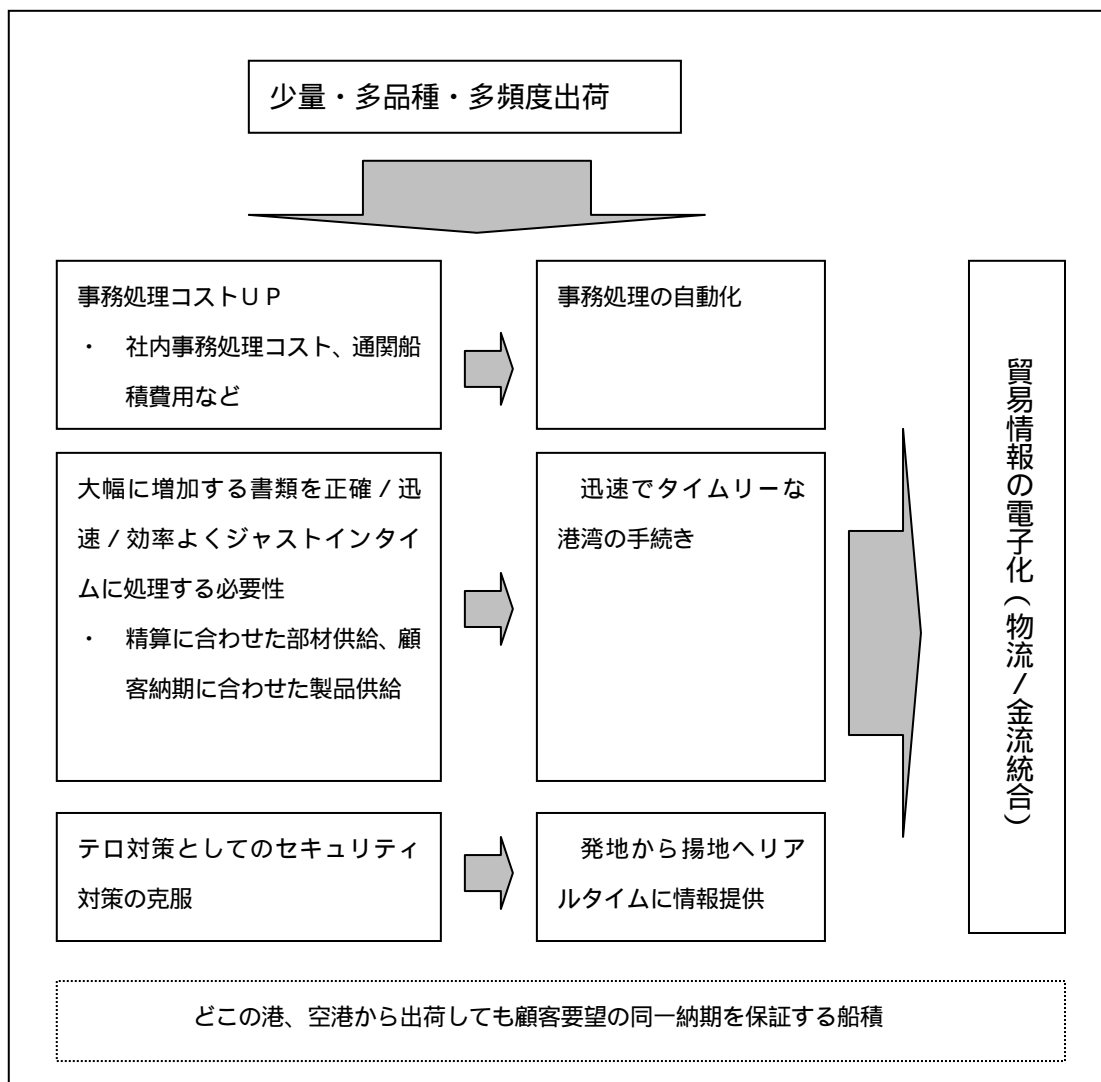 少量・多品種・多頻度出荷
事務処理コストＵＰ
・ 社内事務処理コスト、通関船
積費用など
事務処理の自動化
大幅に増加する書類を正確／迅
速／効率よくジャストインタイ
ムに処理する必要性
・ 精算に合わせた部材供給、顧
客納期に合わせた製品供給
迅速でタイムリーな
港湾の手続き
テロ対策としてのセキュリティ
対策の克服
発地から揚地へリア
ルタイムに情報提供
貿易情報の電子化（物流／金流統合）
どこの港、空港から出荷しても顧客要望の同一納期を保証する船積